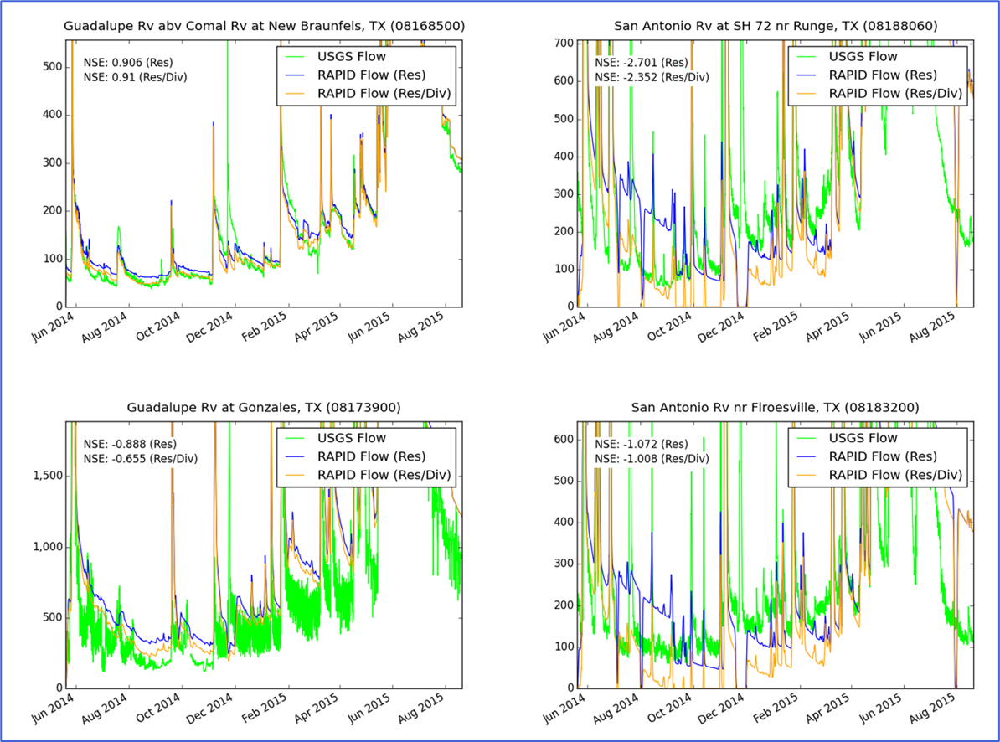 Guadalupe Rv abv Comal Rv at New Braunfels, TX (08168500)
NSE: 0.906 (Res)
NSE: 0.91 (Res/Div)
USGS Flow
RAPID Flow (Res)
RAPID Flow (Res/Div)
500
400
300
200
100
0
Jun 2014
Aug 2014
Oct 2014
Dec 2014
Feb 2015
Apr 2015
Jun 2015
Aug 2015
San Antonio Rv at SH 72 nr Runge, TX (08188060)
NSE: -2.701 (Res)
NSE: -2.352 (Res/Div)
USGS Flow
RAPID Flow (Res)
RAPID Flow (Res/Div)
700
600
500
400
300
200
100
0
Jun 2014
Aug 2014
Oct 2014
Dec 2014
Feb 2015
Apr 2015
Jun 2015
Aug 2015
Guadalupe Rv at Gonzales, TX (08173900)
NSE: -0.888 (Res)
NSE: -0.655 (Res/Div)
USGS Flow
RAPID Flow (Res)
RAPID Flow (Res/Div)
1,500
1,000
500
0
Jun 2014
Aug 2014
Oct 2014
Dec 2014
Feb 2015
Apr 2015
Jun 2015
Aug 2015
San Antonio Rv nr Flroesville, TX (08183200)
NSE: -1.072 (Res)
NSE: -1.008 (Res/Div)
USGS Flow
RAPID Flow (Res)
RAPID Flow (Res/Div)
600
500
400
300
200
100
0
Jun 2014
Aug 2014
Oct 2014
Dec 2014
Feb 2015
Apr 2015
Jun 2015
Aug 2015